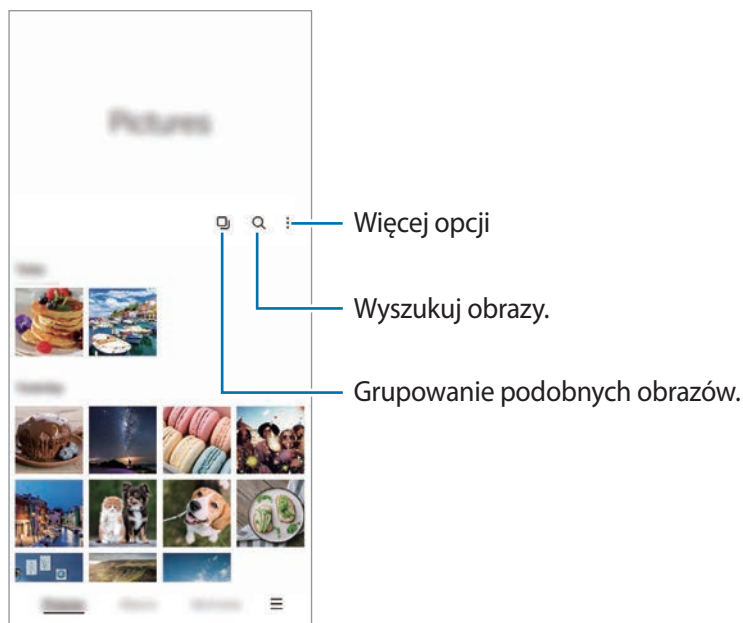 Pictures
Więcej opcji
Wyszukuj obrazy.
Grupowanie podobnych obrazów.